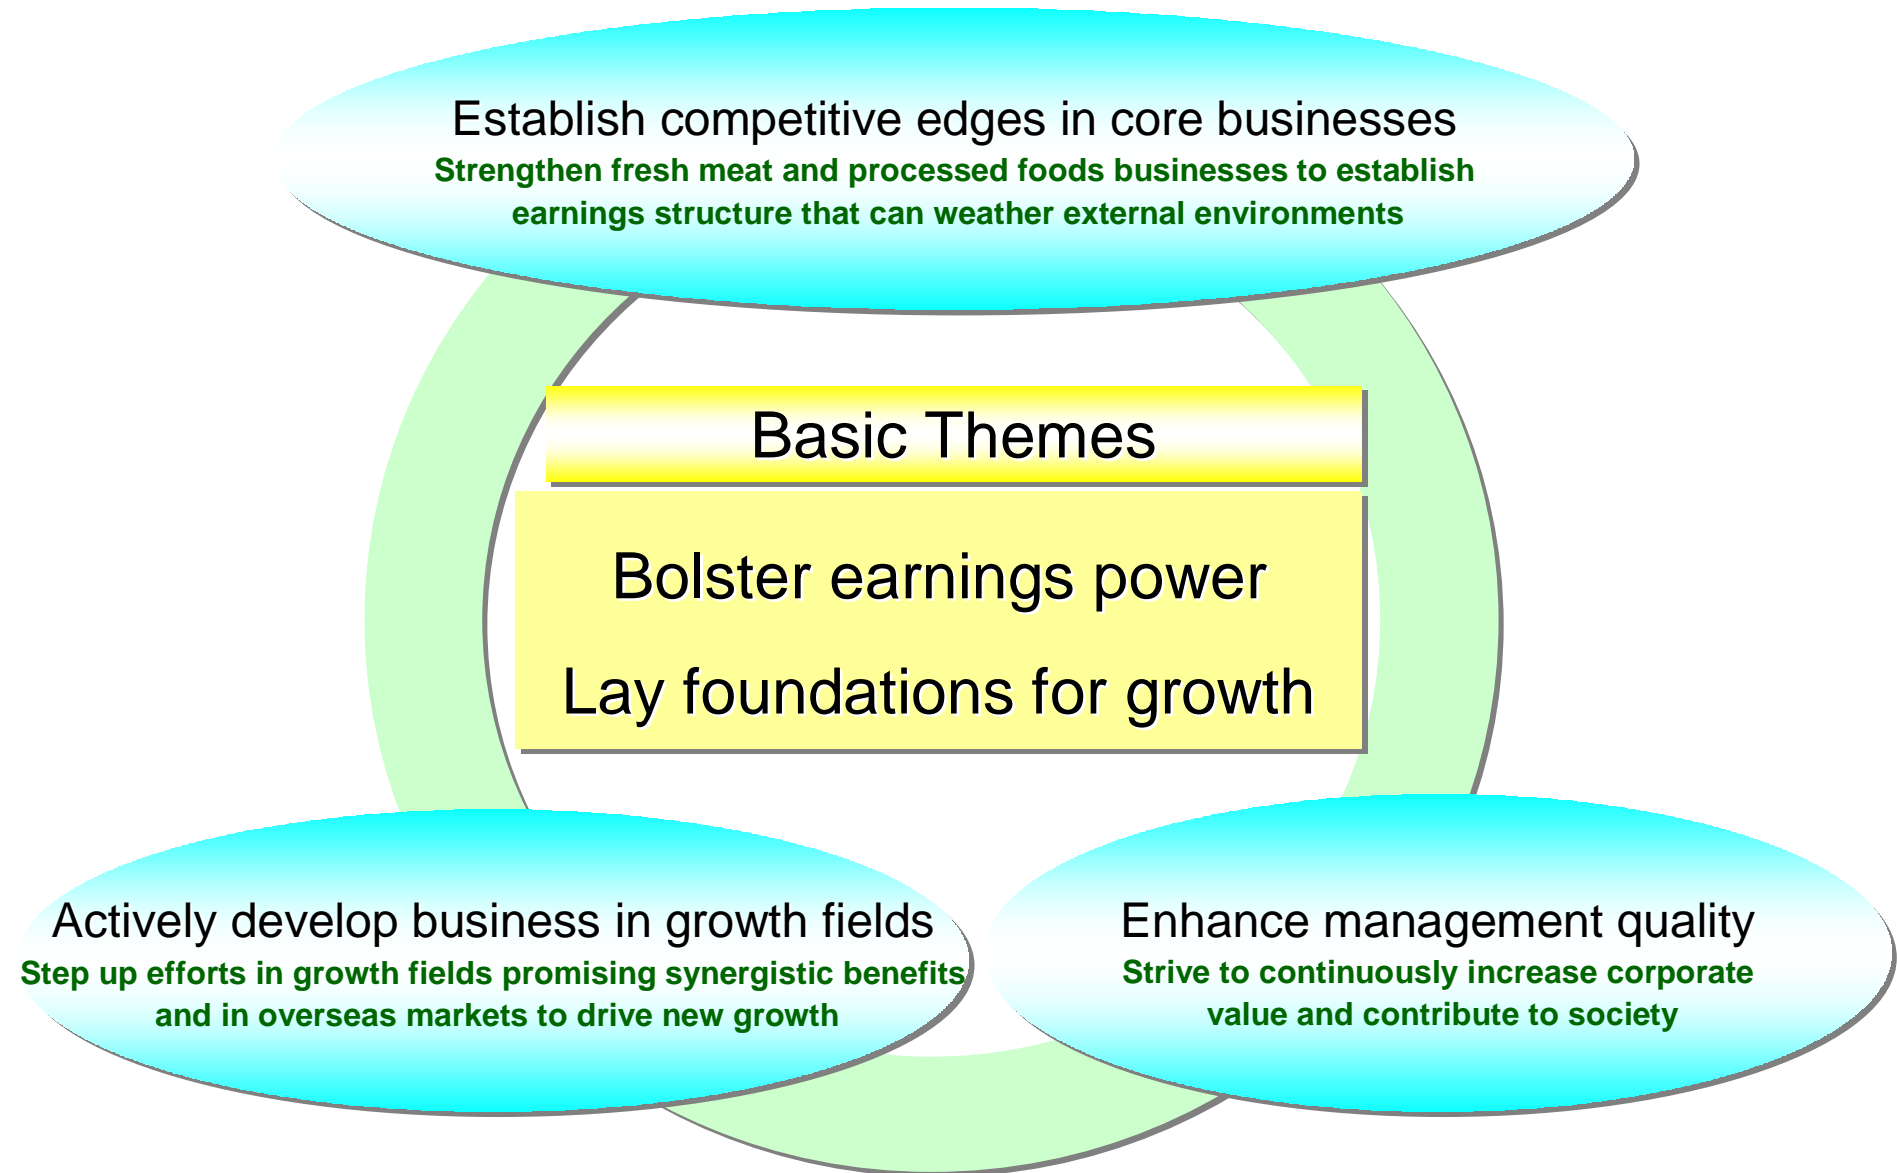 Establish competitive edges in core businesses
Strengthen fresh meat and processed foods businesses to establish
earnings structure that can weather external environments
Basic Themes
Bolster earnings power
Lay foundations for growth
Actively develop business in growth fields
Step up efforts in growth fields promising synergistic benefits
and in overseas markets to drive new growth
Enhance management quality
Strive to continuously increase corporate
value and contribute to society